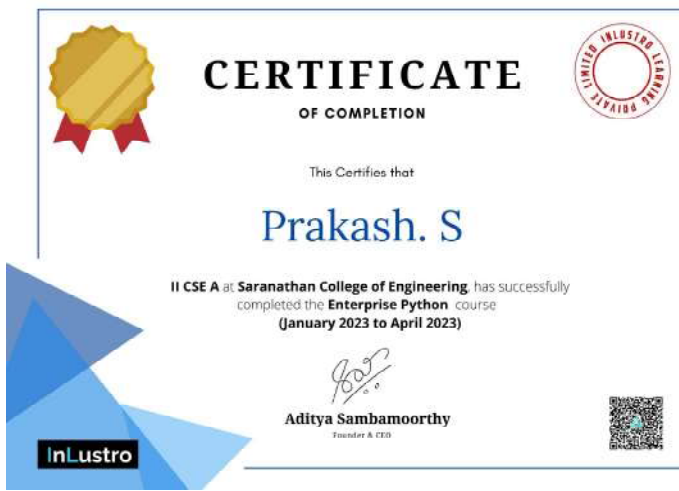 CERTIFICATE
INLUSTRO LEARNING PRIVATE LIMITED
OF COMPLETION
This Certifies that
Prakash. S
II CSE A at Saranathan College of Engineering, has successfully
completed the Enterprise Python course
(January 2023 to April 2023)
Aditya Sambamoorthy
Founder & CEO
InLustro